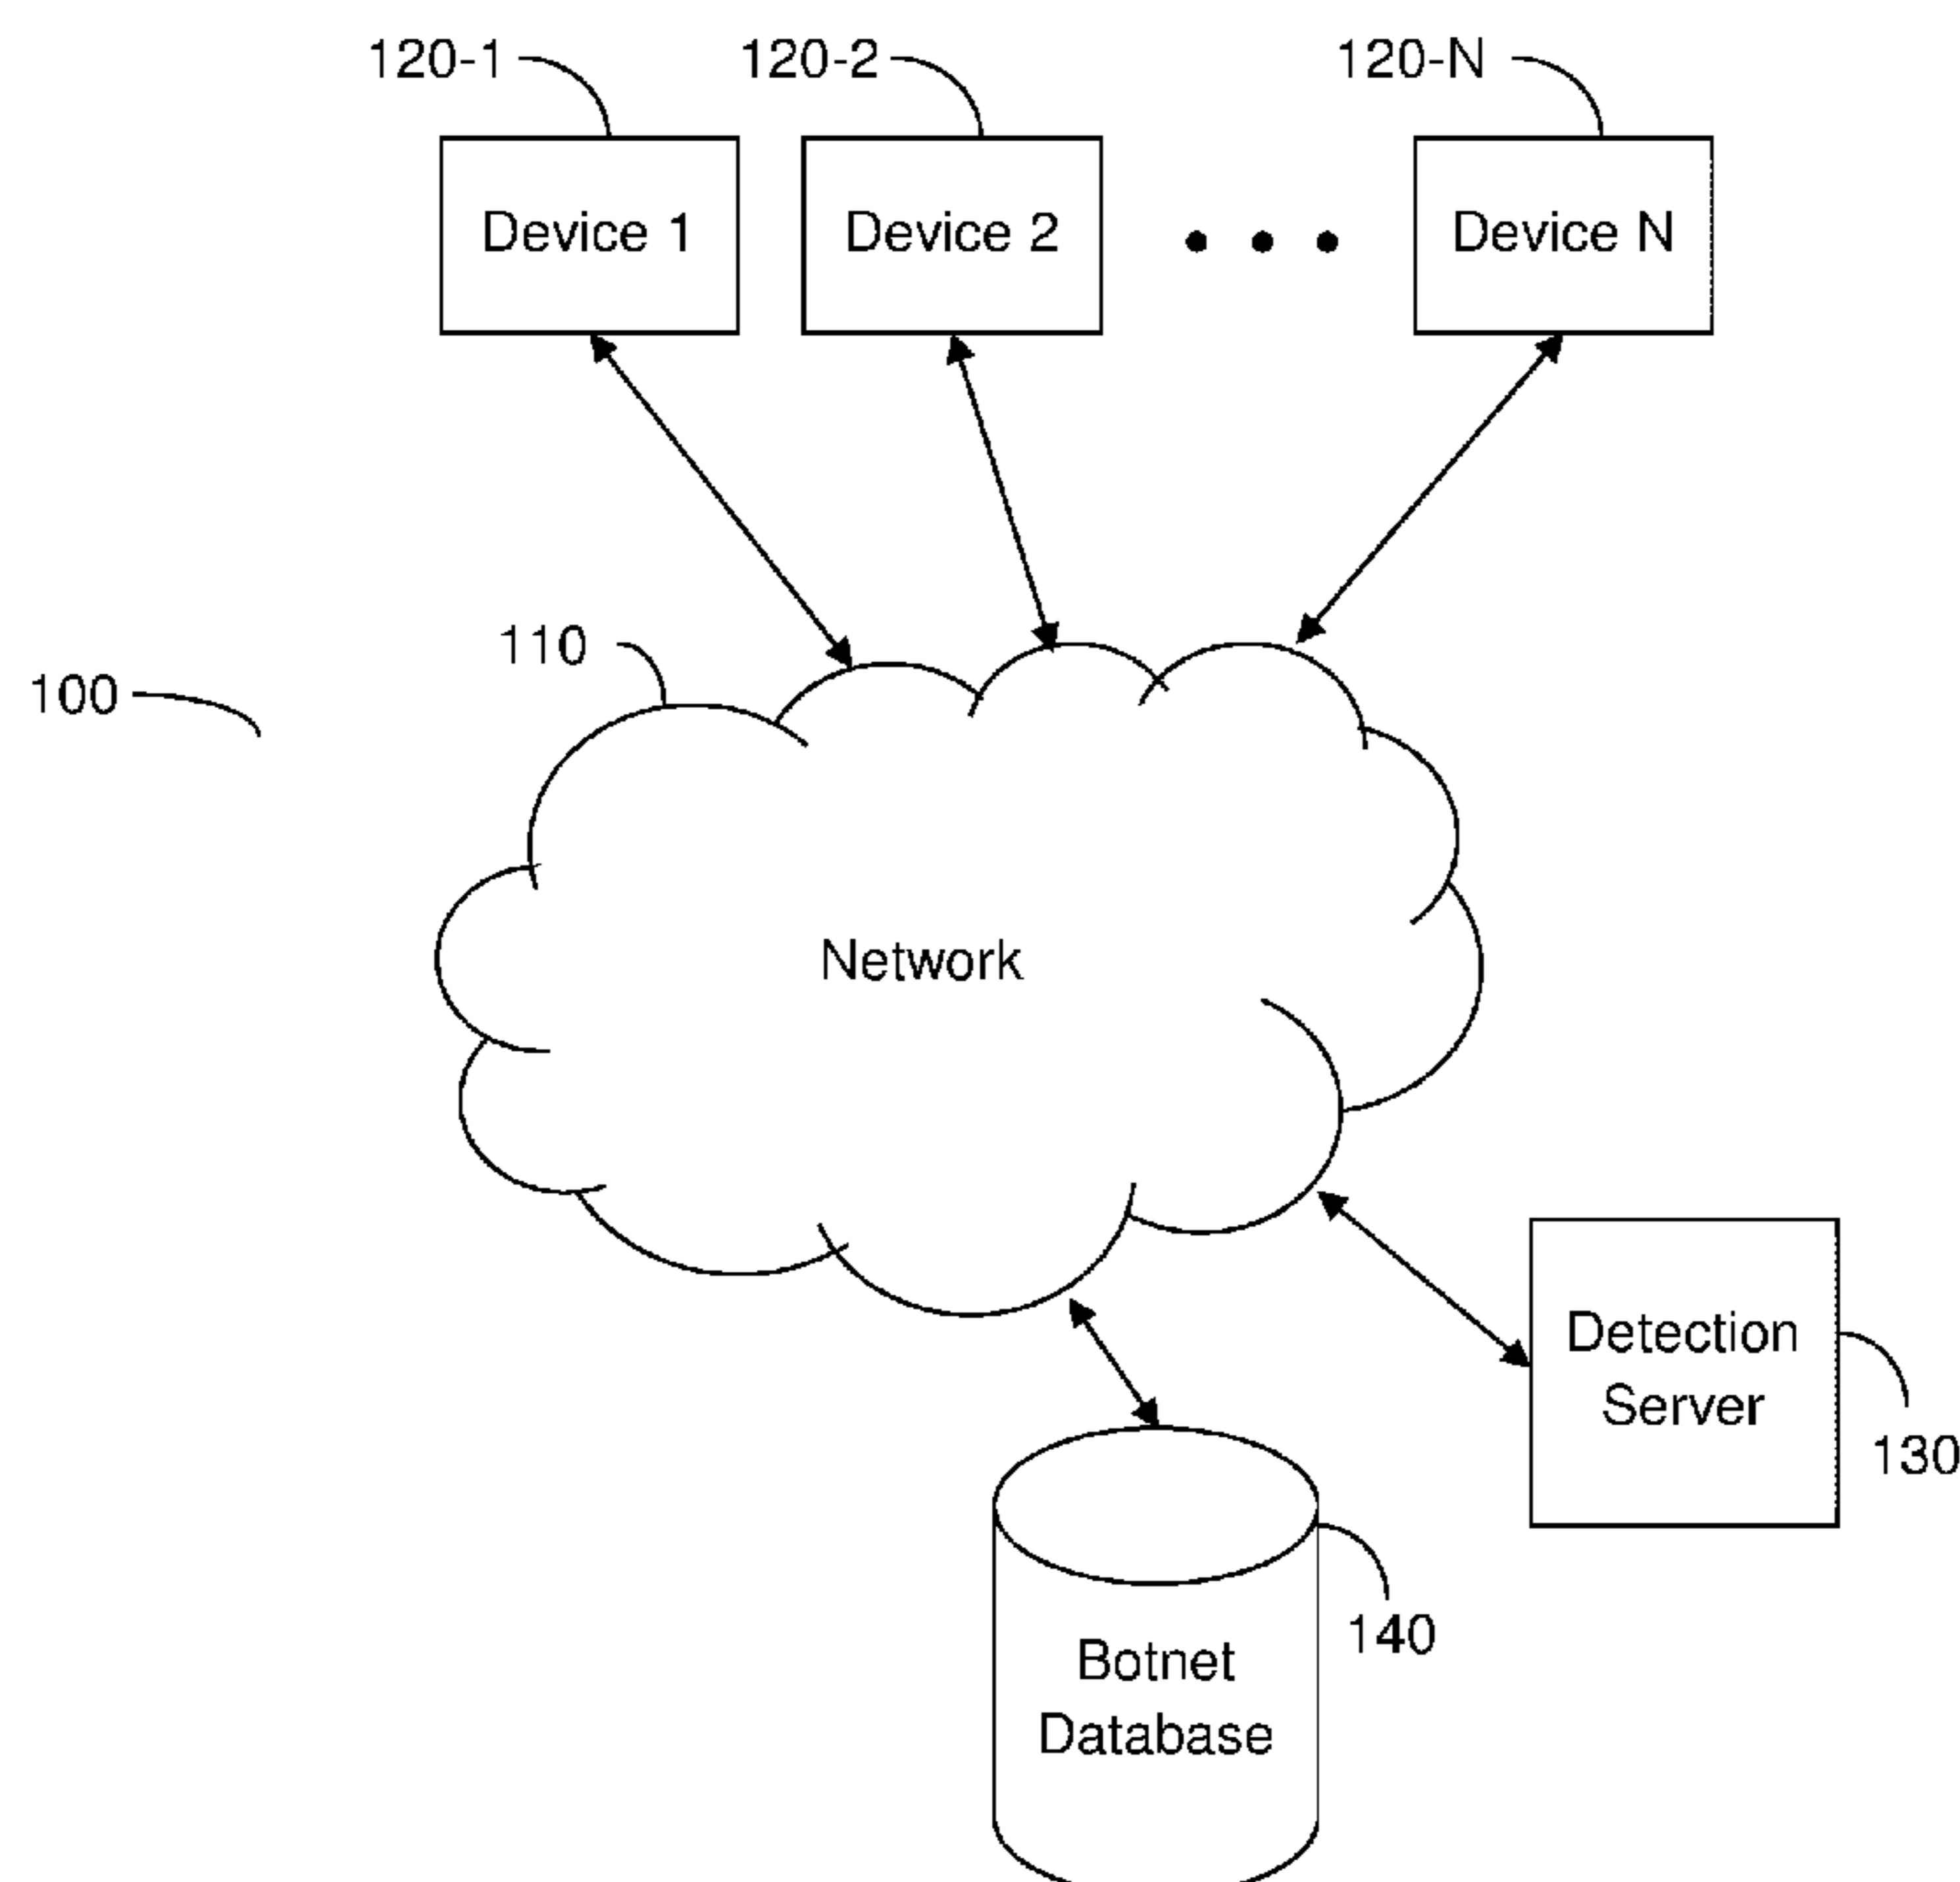 120-1
120-2
120-N
Device 1
Device 2
Device N
110
100
Network
Detection
Server
130
140
Botnet
Database